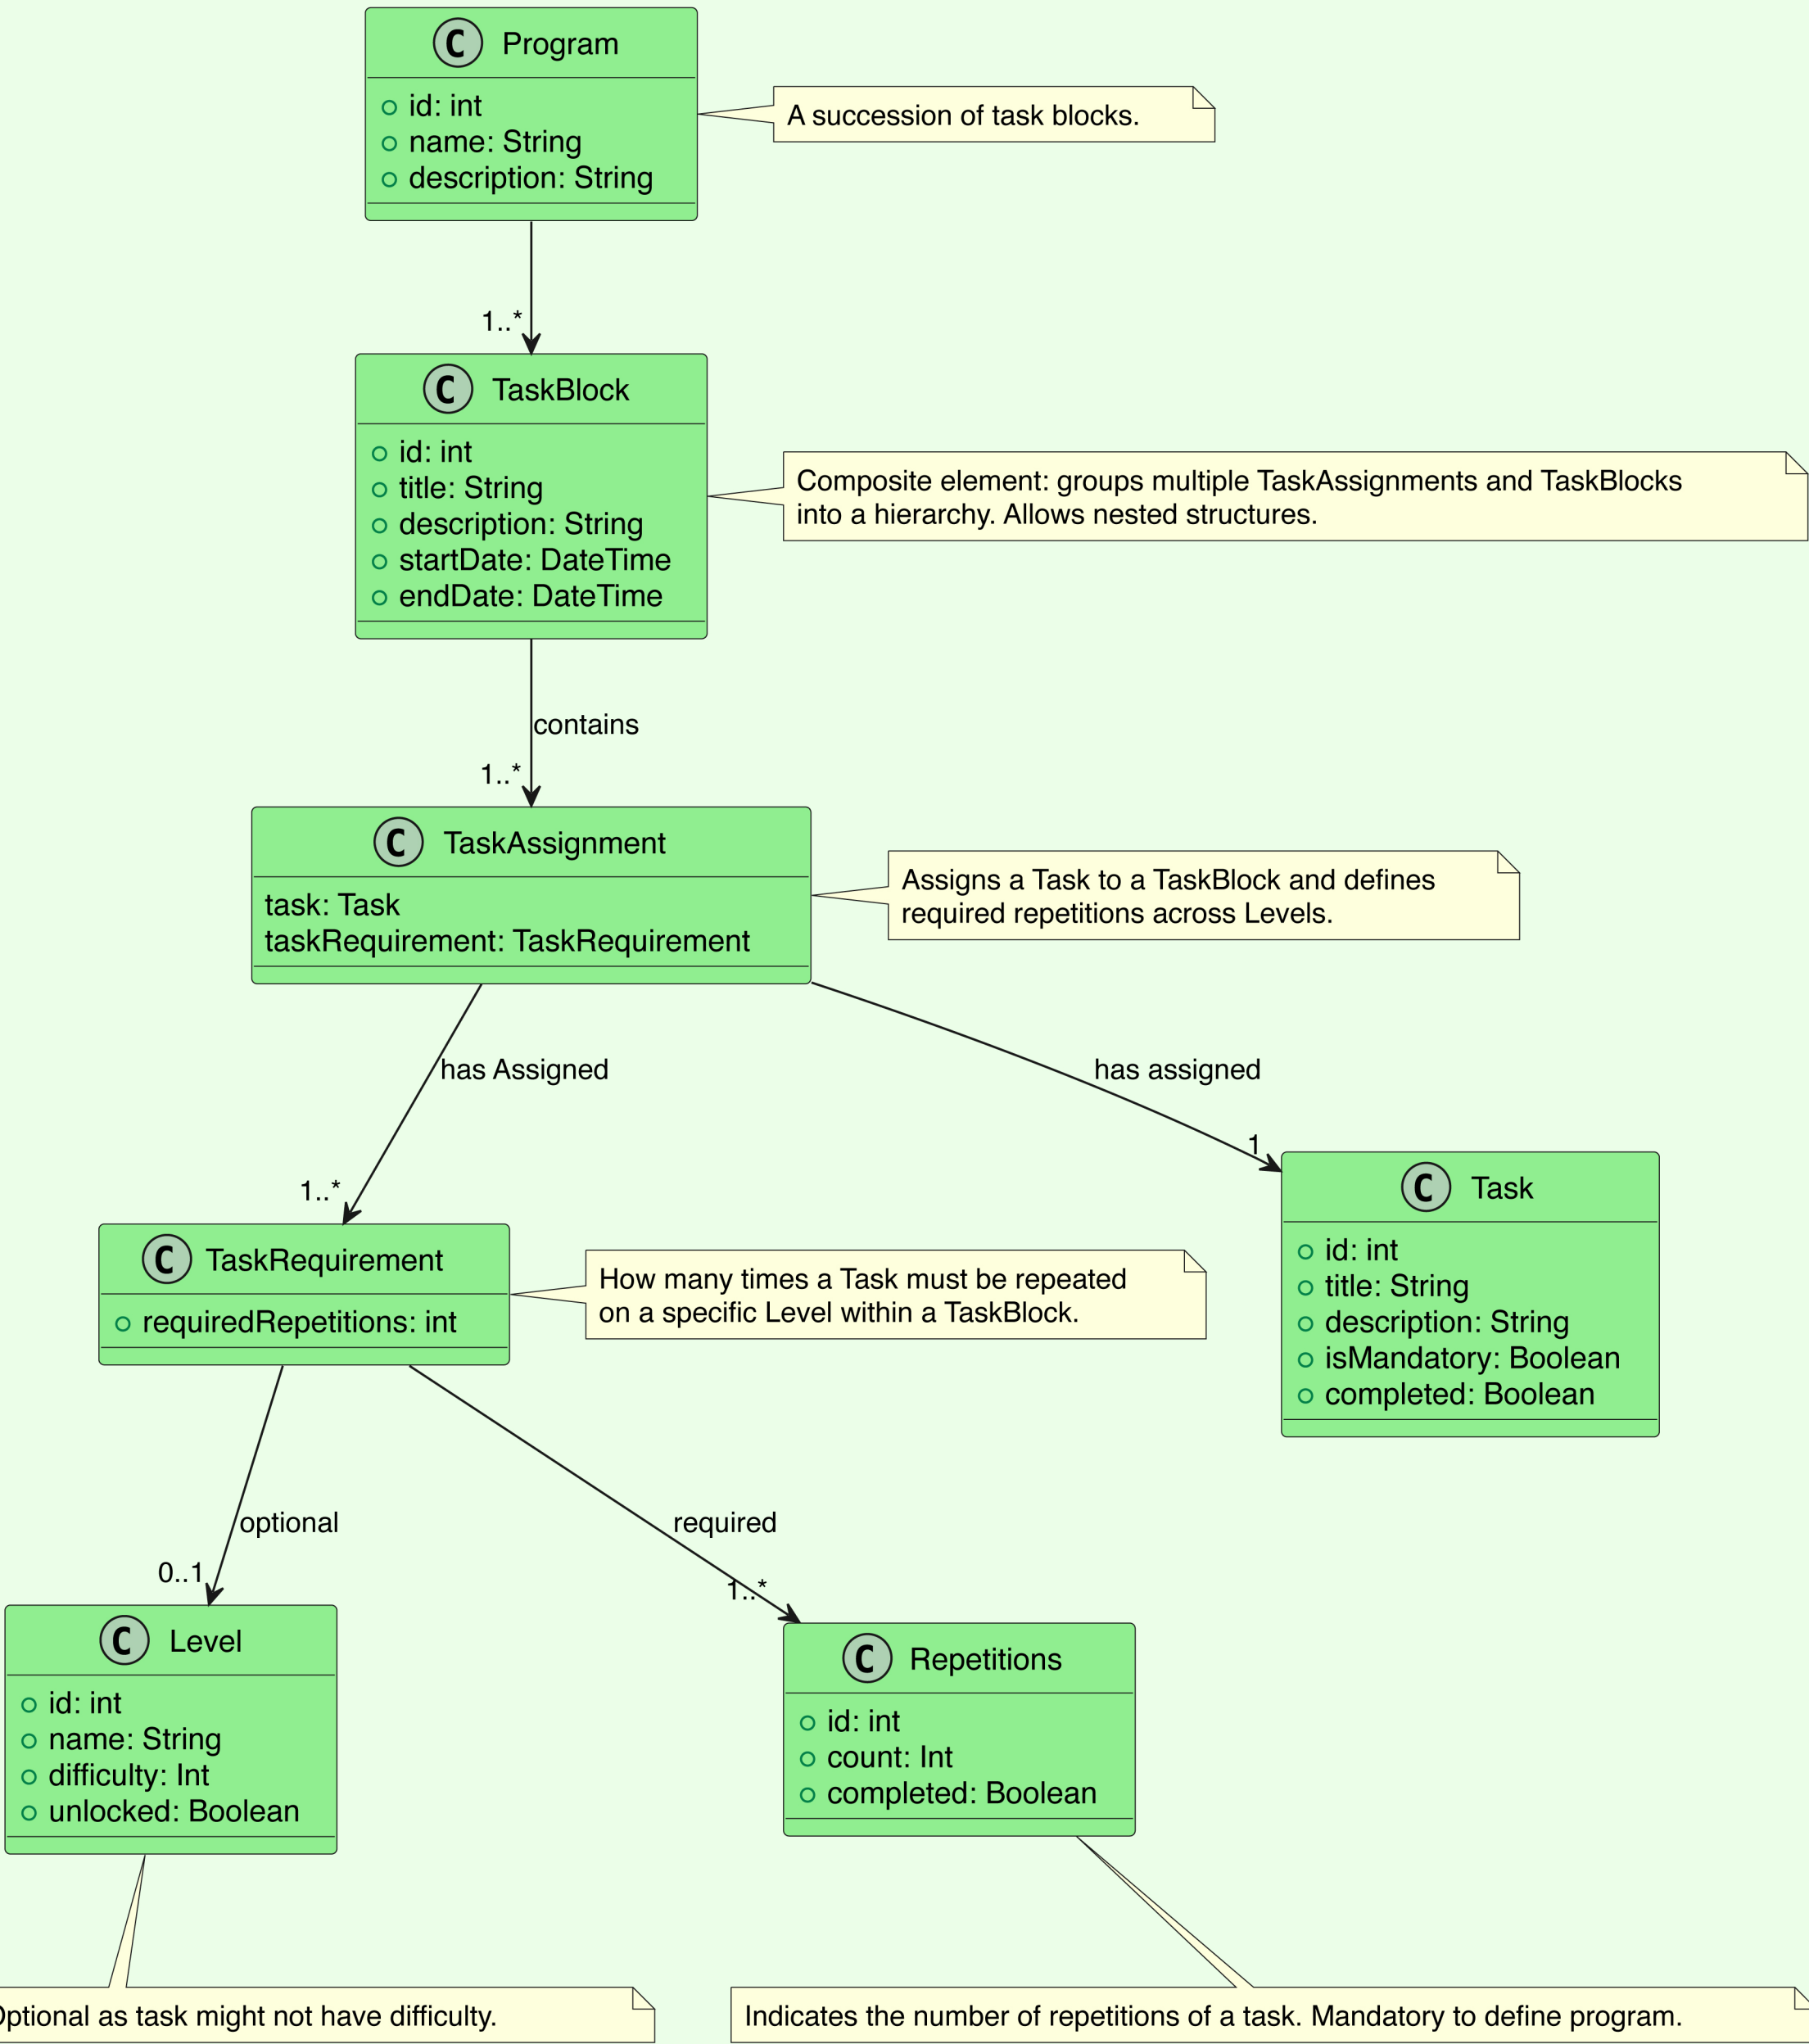 C Program
id: int
name: String
description: String
A succession of task blocks.
1..*
C TaskBlock
id: int
title: String
description: String
startDate: DateTime
endDate: DateTime
Composite element: groups multiple TaskAssignments and TaskBlocks
into a hierarchy. Allows nested structures.
contains
1..*
C TaskAssignment
task: Task
taskRequirement: TaskRequirement
Assigns a Task to a TaskBlock and defines
required repetitions across Levels.
has Assigned
has assigned
1..*
1
C TaskRequirement
requiredRepetitions: int
How many times a Task must be repeated
on a specific Level within a TaskBlock.
C Task
id: int
title: String
description: String
isMandatory: Boolean
completed: Boolean
optional
required
0..1
1..*
C Level
id: int
name: String
difficulty: Int
unlocked: Boolean
C Repetitions
id: int
count: Int
completed: Boolean
Optional as task might not have difficulty.
Indicates the number of repetitions of a task. Mandatory to define program.